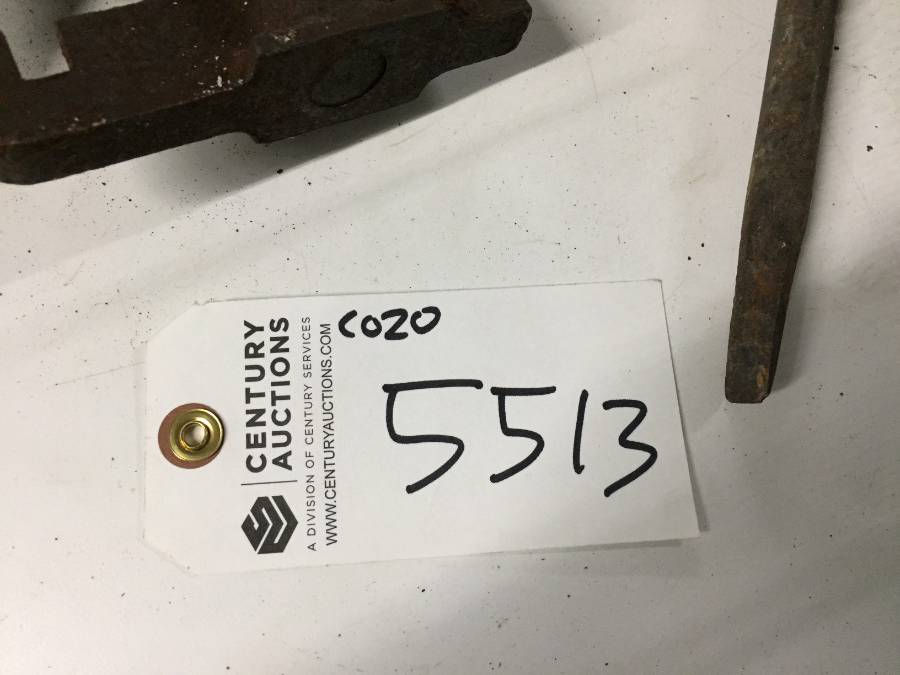 CENTURY
AUCTIONS
A DIVISION OF CENTURY SERVICES
WWW.CENTURYAUCTIONS.COM
CO20
5513